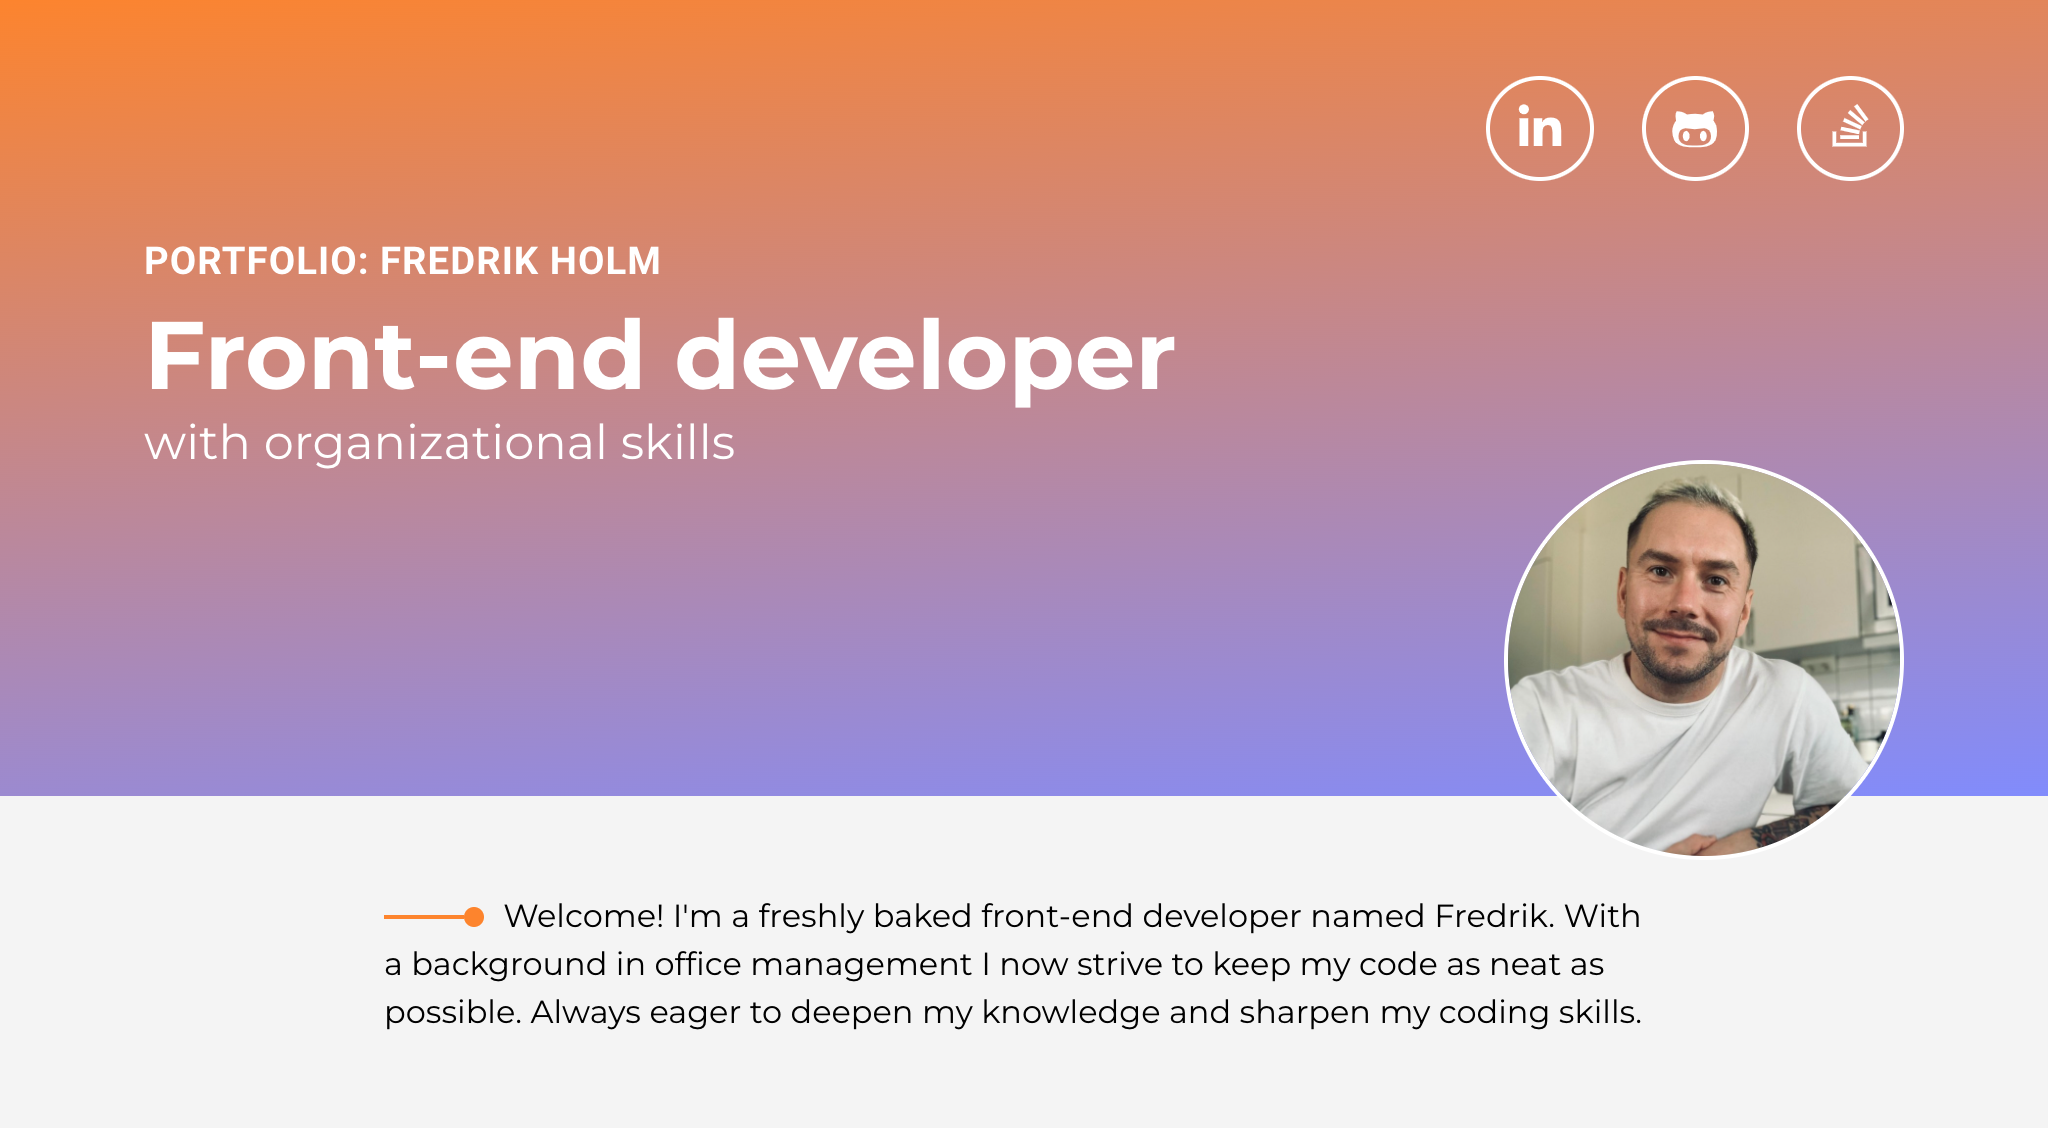 in
PORTFOLIO: FREDRIK HOLM
Front-end developer
with organizational skills
Welcome! I'm a freshly baked front-end developer named Fredrik. With
a background in office management I now strive to keep my code as neat as
possible. Always eager to deepen my knowledge and sharpen my coding skills.